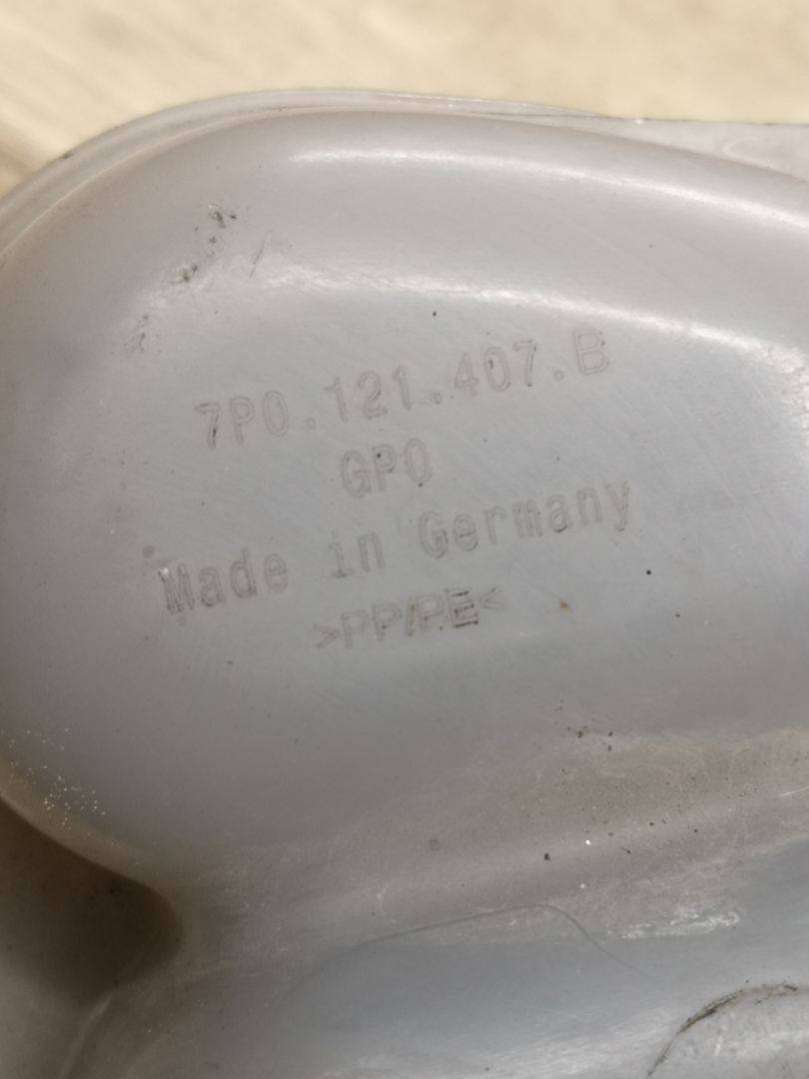 7P0.121.407.B
GPO
Made in Germany
>PP/PE<